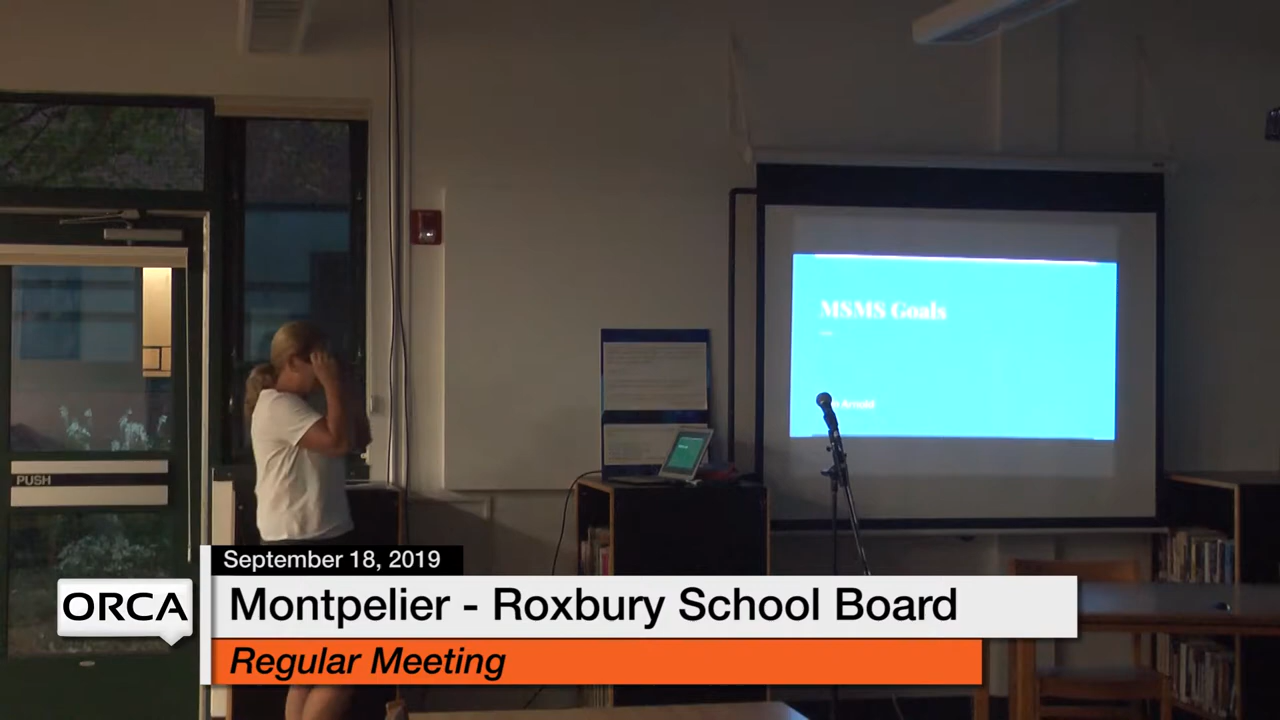 MSMS Goals
PUSH
September 18, 2019
ORCA
Montpelier - Roxbury School Board
Regular Meeting